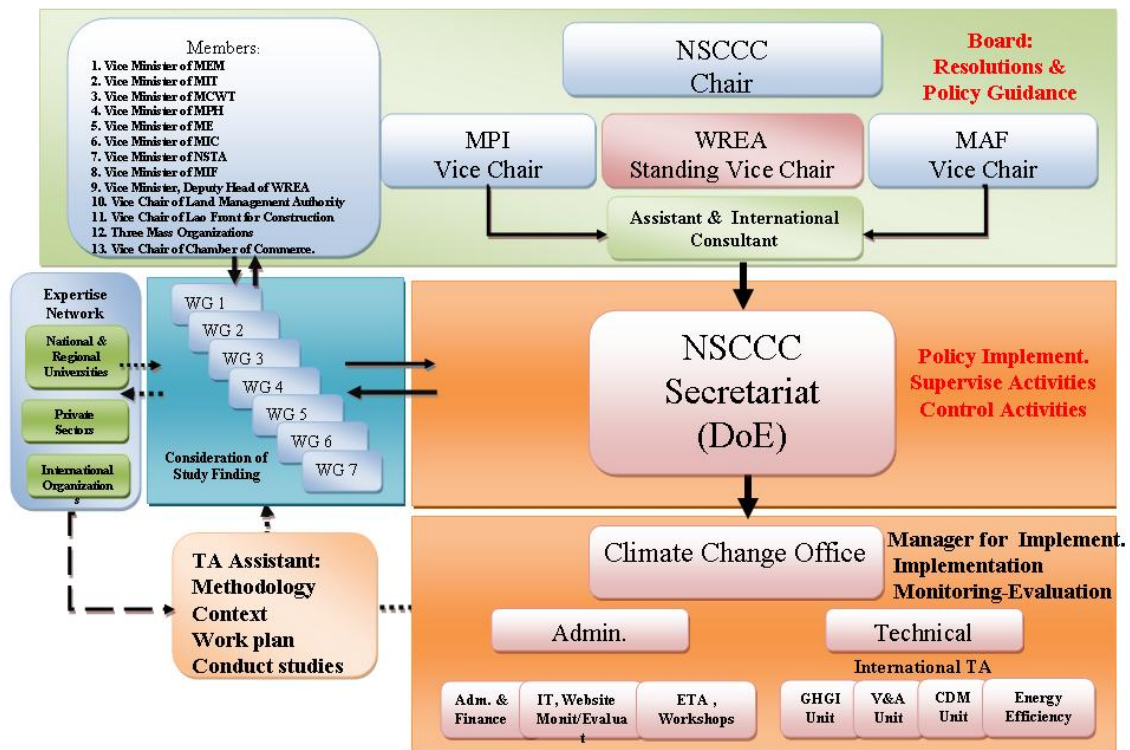 Members:
1. Vice Minister of MEM
2. Vice Minister of MIT
3. Vice Minister of MCWT
4. Vice Minister of MPH
5. Vice Minister of ME
6. Vice Minister of MIC
7. Vice Minister of NSTA
8. Vice Minister of MIF
9. Vice Minister, Deputy Head of WREA
10. Vice Chair of Land Management Authority
11. Vice Chair of Lao Front for Construction
12. Three Mass Organizations
13. Vice Chair of Chamber of Commerce.
NSCCC
Chair
Board:
Resolutions &
Policy Guidance
MPI
Vice Chair
WREA
Standing Vice Chair
MAF
Vice Chair
Assistant & International
Consultant
Expertise
Network
National &
Regional
Universities
Private
Sectors
International
Organization
s
WG 1
WG 2
WG 3
WG 4
WG 5
WG 6
WG 7
Consideration of
Study Finding
NSCCC
Secretariat
(DoE)
Policy Implement.
Supervise Activities
Control Activities
TA Assistant:
Methodology
Context
Work plan
Conduct studies
Climate Change Office
Manager for Implement.
Implementation
Monitoring-Evaluation
Admin.
Technical
International TA
Adm. &
Finance
IT, Website
Monit/Evaluat
t
ETA ,
Workshops
GHGI
Unit
V&A
Unit
CDM
Unit
Energy
Efficiency